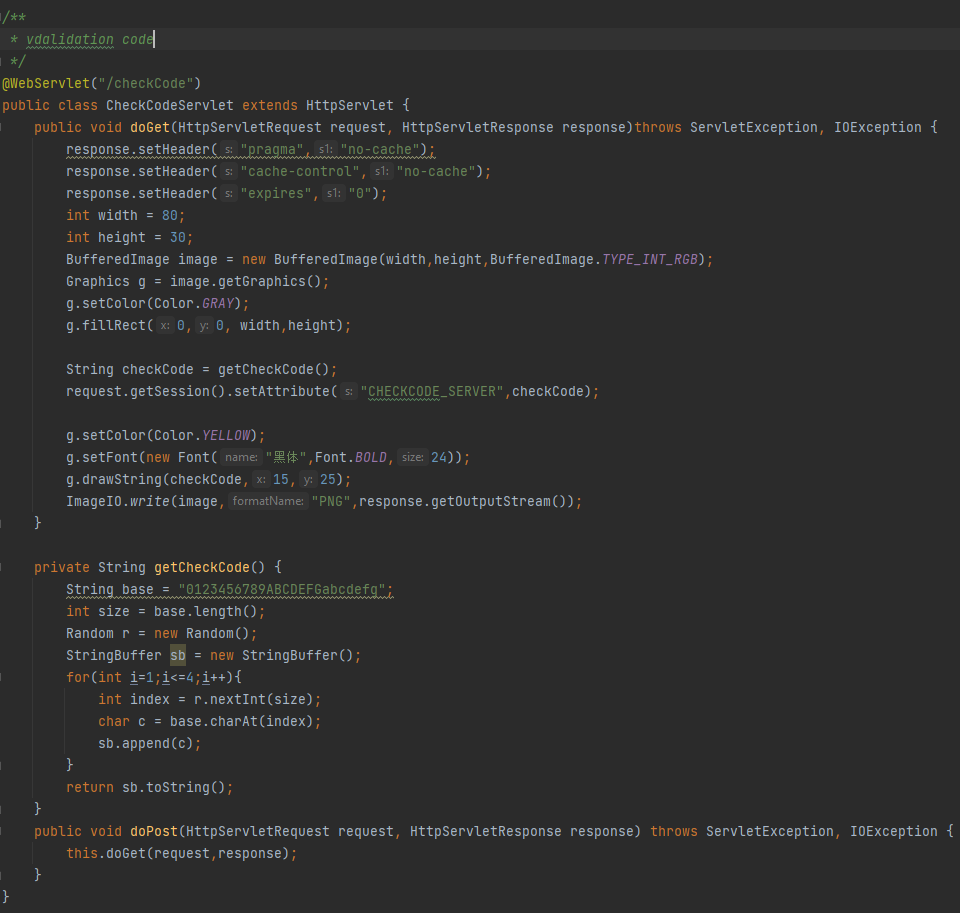 /**
 * vdalidation code
 */
@WebServlet("/checkCode")
public class CheckCodeServlet extends HttpServlet {
    public void doGet(HttpServletRequest request, HttpServletResponse response)throws ServletException, IOException {
        response.setHeader( s: "pragma", s1: "no-cache");
        response.setHeader( s: "cache-control", s1: "no-cache");
        response.setHeader( s: "expires", s1: "0");
        int width = 80;
        int height = 30;
        BufferedImage image = new BufferedImage(width,height,BufferedImage.TYPE_INT_RGB);
        Graphics g = image.getGraphics();
        g.setColor(Color.GRAY);
        g.fillRect( x: 0, y: 0, width,height);

        String checkCode = getCheckCode();
        request.getSession().setAttribute( s: "CHECKCODE_SERVER",checkCode);

        g.setColor(Color.YELLOW);
        g.setFont(new Font( name: "黑体",Font.BOLD, size: 24));
        g.drawString(checkCode, x: 15, y: 25);
        ImageIO.write(image, formatName: "PNG",response.getOutputStream());
    }

    private String getCheckCode() {
        String base = "0123456789ABCDEFGabcdefg";
        int size = base.length();
        Random r = new Random();
        StringBuffer sb = new StringBuffer();
        for(int i=1;i<=4;i++){
            int index = r.nextInt(size);
            char c = base.charAt(index);
            sb.append(c);
        }
        return sb.toString();
    }
    public void doPost(HttpServletRequest request, HttpServletResponse response) throws ServletException, IOException {
        this.doGet(request,response);
    }
}